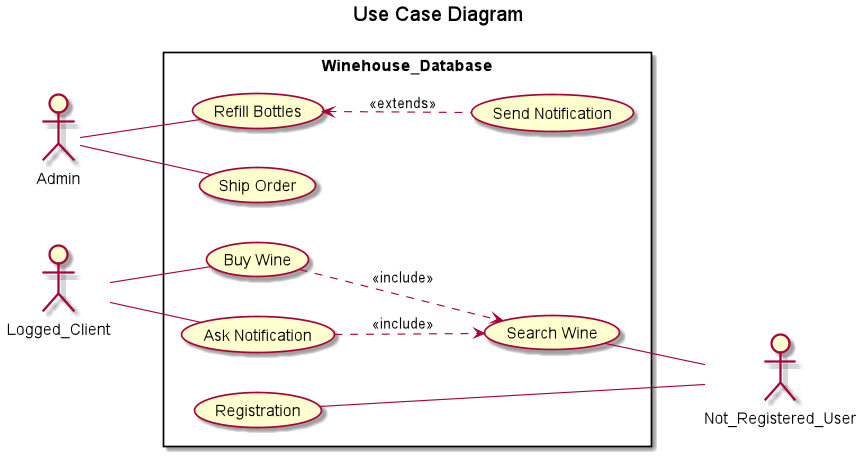 Use Case Diagram
Winehouse_Database
Refill Bottles
«extends»
Send Notification
Admin
Ship Order
Buy Wine
«include»
Logged_Client
Ask Notification
«include»
Search Wine
Registration
Not_Registered_User